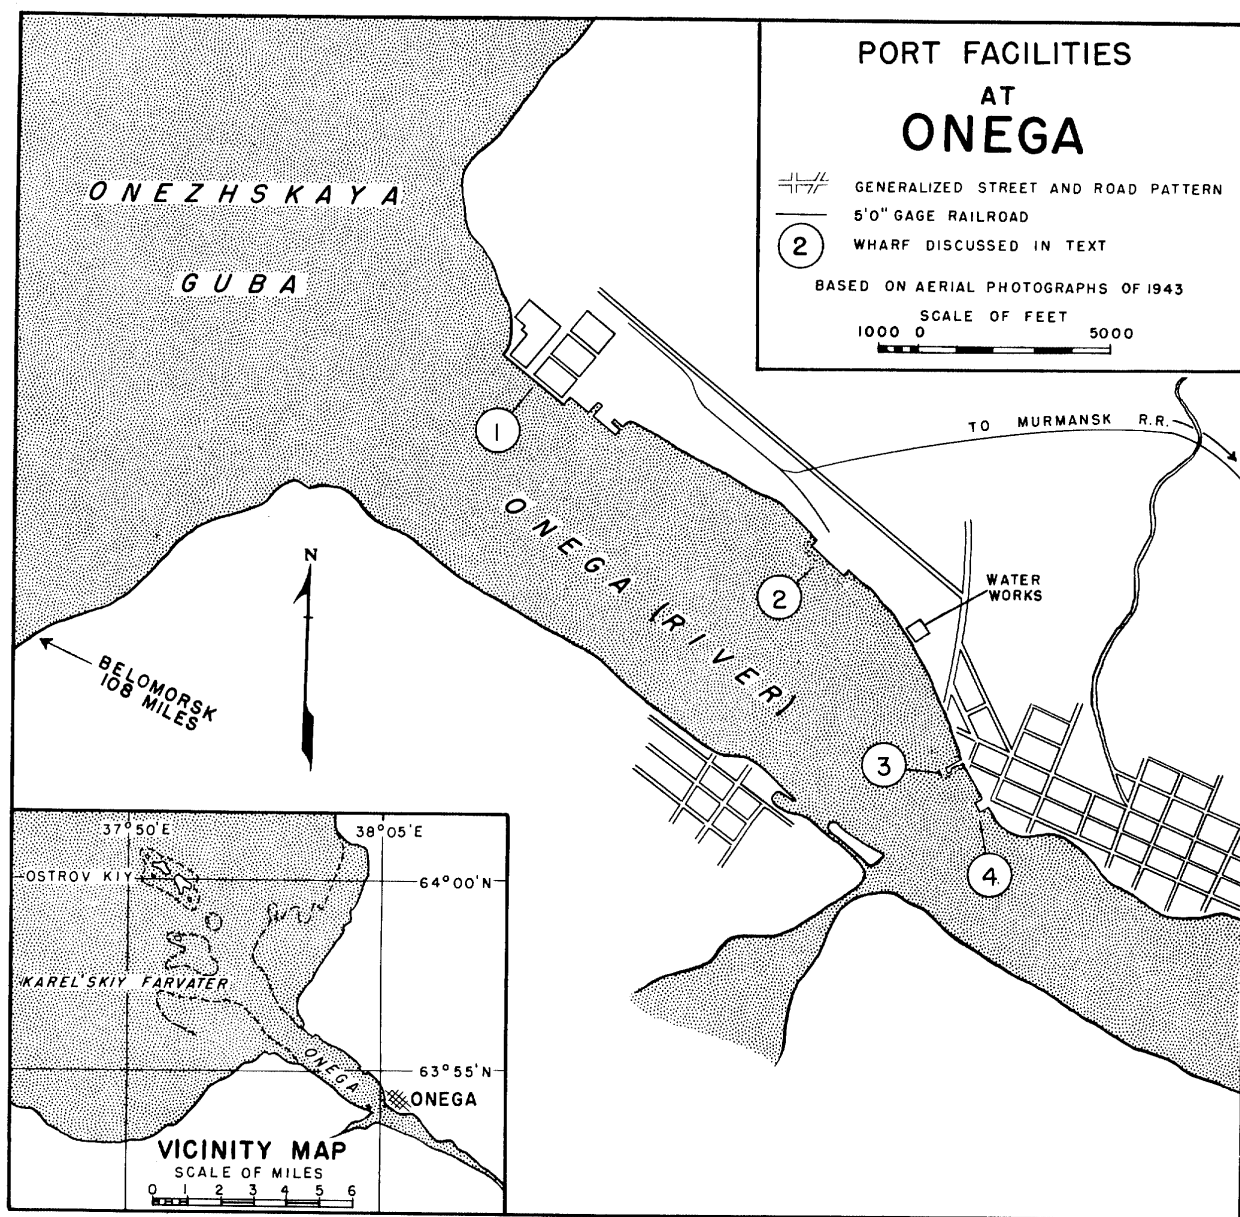 PORT FACILITIES
AT
ONEGA
GENERALIZED STREET AND ROAD PATTERN
5'0" GAGE RAILROAD
2
WHARF DISCUSSED IN TEXT
BASED ON AERIAL PHOTOGRAPHS OF 1943
SCALE OF FEET
1000 0 5000
ONEZHSKAYA
GUBA
1
TO MURMANSK R.R.
ONEGA (RIVER)
N
2
WATER
WORKS
BELOMORSK
108 MILES
3
4
37°50'E
38°05'E
OSTROV KIY
64°00'N
KAREL'SKIY FARVATER
ONEGA
63°55'N
ONEGA
VICINITY MAP
SCALE OF MILES
0 1 2 3 4 5 6